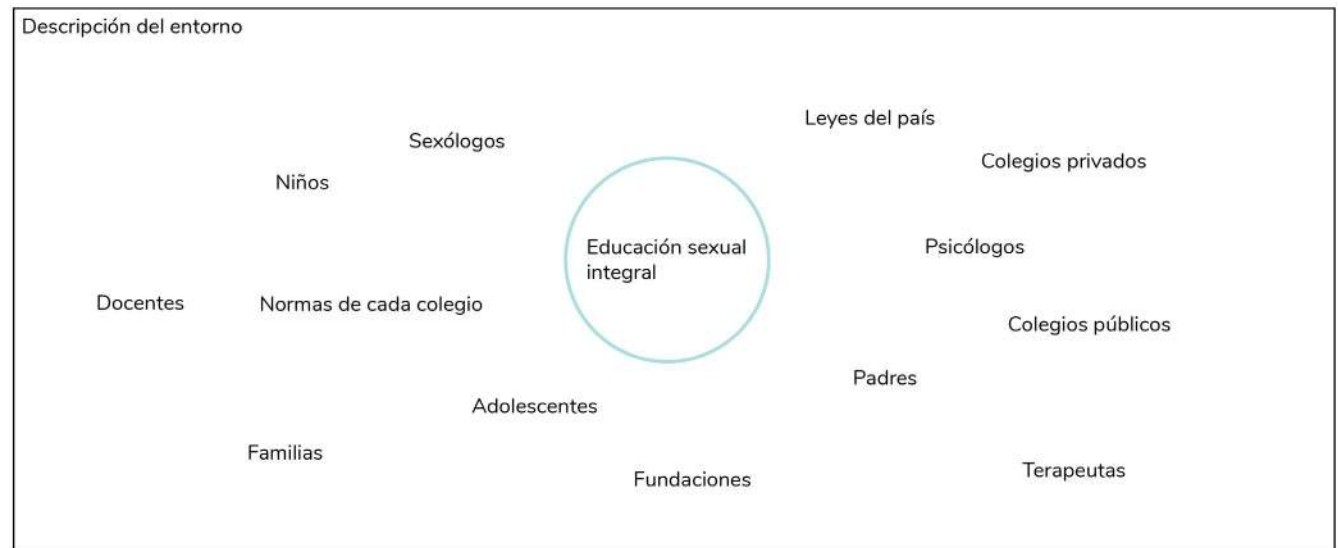 Descripción del entorno
Leyes del país
Sexólogos
Colegios privados
Niños
Educación sexual
integral
Psicólogos
Docentes
Normas de cada colegio
Colegios públicos
Padres
Adolescentes
Familias
Fundaciones
Terapeutas